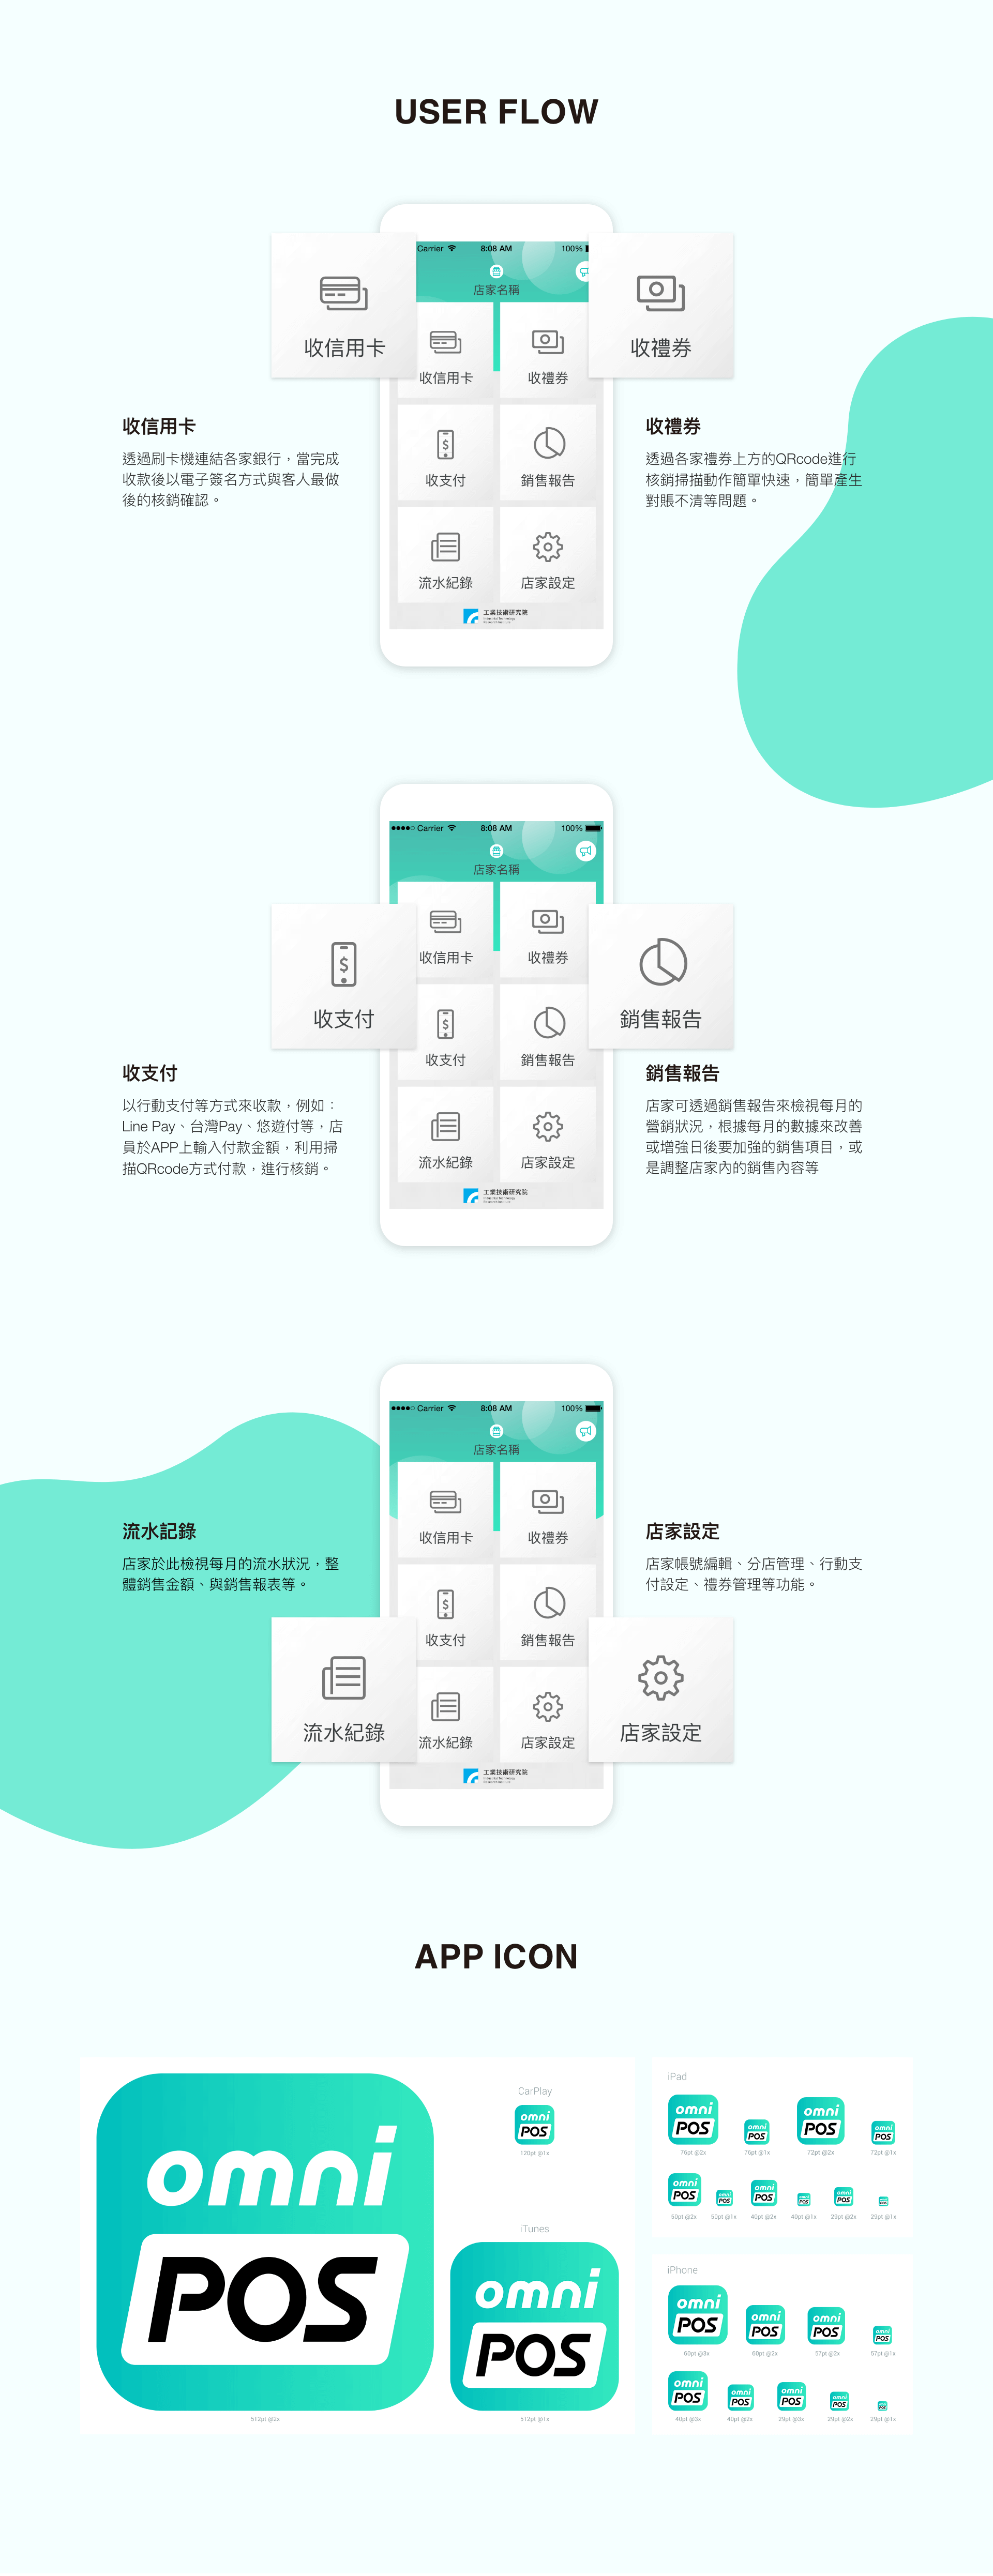 USER FLOW
Carrier 8:08 AM 100%
店家名稱
收信用卡
收禮券
收信用卡
收禮券
收支付
銷售報告
流水紀錄
店家設定
工業技術研究院
Industrial Technology
Research Institute
收信用卡
透過刷卡機連結各家銀行，當完成
收款後以電子簽名方式與客人最做
後的核銷確認。
收禮券
透過各家禮券上方的QRcode進行
核銷掃描動作簡單快速，簡單產生
對賬不清等問題。
Carrier 8:08 AM 100%
店家名稱
收信用卡
收禮券
收支付
銷售報告
收支付
銷售報告
流水紀錄
店家設定
工業技術研究院
Industrial Technology
Research Institute
收支付
以行動支付等方式來收款，例如：
Line Pay、台灣Pay、悠遊付等，店
員於APP上輸入付款金額，利用掃
描QRcode方式付款，進行核銷。
銷售報告
店家可透過銷售報告來檢視每月的
營銷狀況，根據每月的數據來改善
或增強日後要加強的銷售項目，或
是調整店家內的銷售內容等
Carrier 8:08 AM 100%
店家名稱
收信用卡
收禮券
收支付
銷售報告
流水紀錄
店家設定
流水紀錄
店家設定
工業技術研究院
Industrial Technology
Research Institute
流水記錄
店家於此檢視每月的流水狀況，整
體銷售金額、與銷售報表等。
店家設定
店家帳號編輯、分店管理、行動支
付設定、禮券管理等功能。
APP ICON
omni
POS
512pt @2x
CarPlay
omni
POS
120pt @1x
iTunes
omni
POS
512pt @1x
iPad
omni omni omni omni
POS POS POS POS
76pt @2x 76pt @1x 72pt @2x 72pt @1x
omni omni omni omni omni omni
POS POS POS POS POS POS
50pt @2x 50pt @1x 40pt @2x 40pt @1x 29pt @2x 29pt @1x
iPhone
omni omni omni omni
POS POS POS POS
60pt @3x 60pt @2x 57pt @2x 57pt @1x
omni omni omni omni omni
POS POS POS POS POS
40pt @3x 40pt @2x 29pt @3x 29pt @2x 29pt @1x